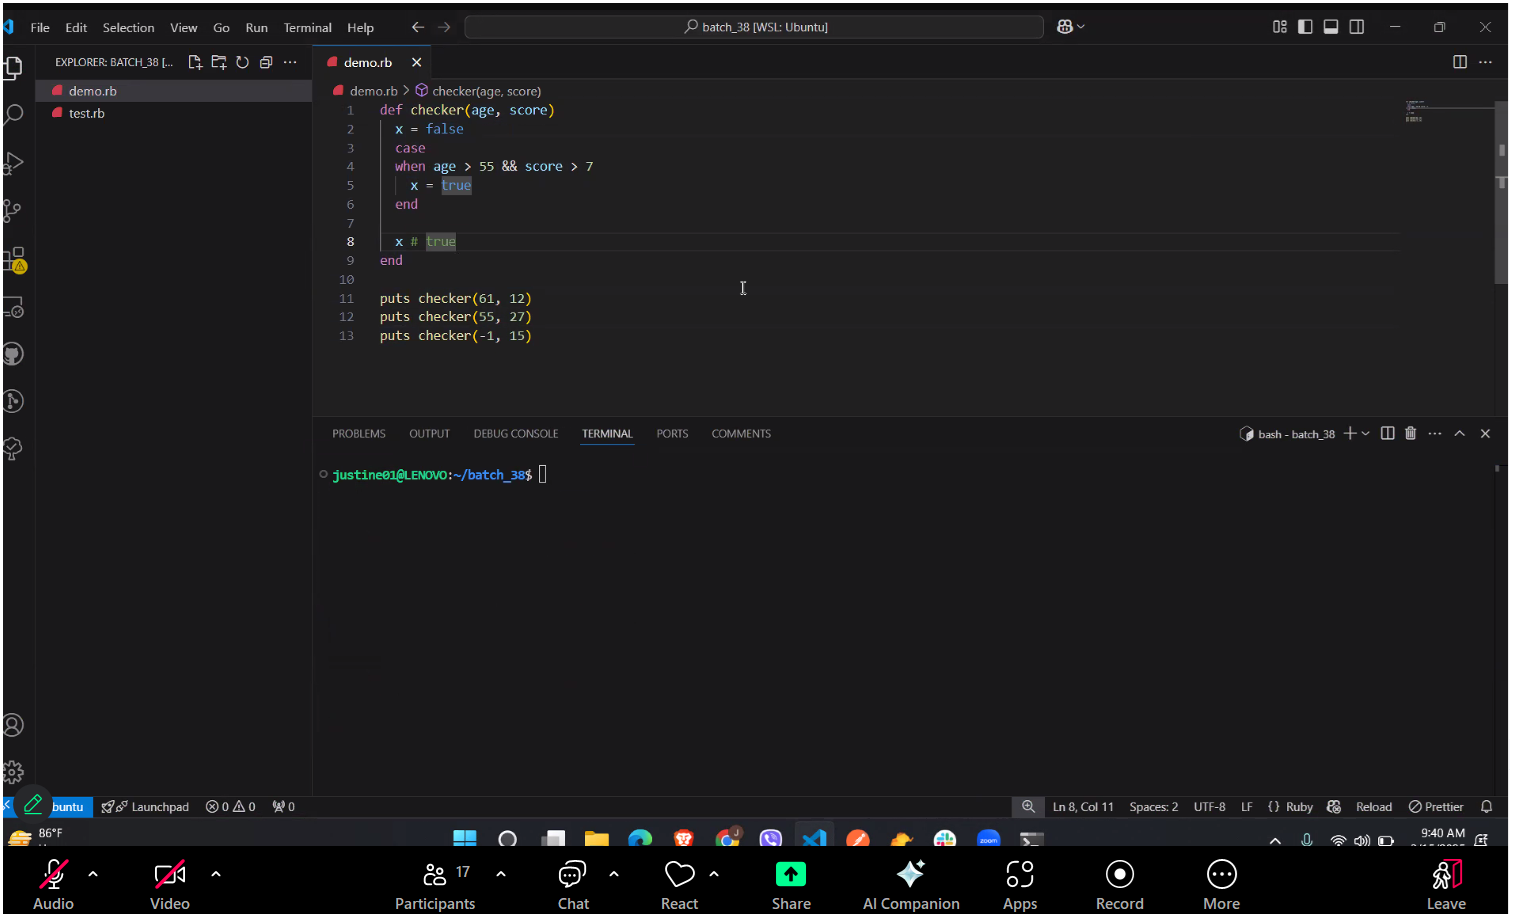 File Edit Selection View Go Run Terminal Help
batch_38 [WSL: Ubuntu]
EXPLORER: BATCH_38 [...
demo.rb
test.rb
demo.rb
demo.rb > checker(age, score)
1 def checker(age, score)
2 x = false
3 case
4 when age > 55 && score > 7
5 x = true
6 end
7
8 x # true
9 end
10
11 puts checker(61, 12)
12 puts checker(55, 27)
13 puts checker(-1, 15)
PROBLEMS OUTPUT DEBUG CONSOLE TERMINAL PORTS COMMENTS
bash - batch_38
justine01@LENOVO:~/batch_38$
buntu Launchpad 0 0 0
Ln 8, Col 11 Spaces: 2 UTF-8 LF {} Ruby Reload Prettier
86°F
J
zoom
9:40 AM
17
Audio Video Participants Chat React Share AI Companion Apps Record More Leave